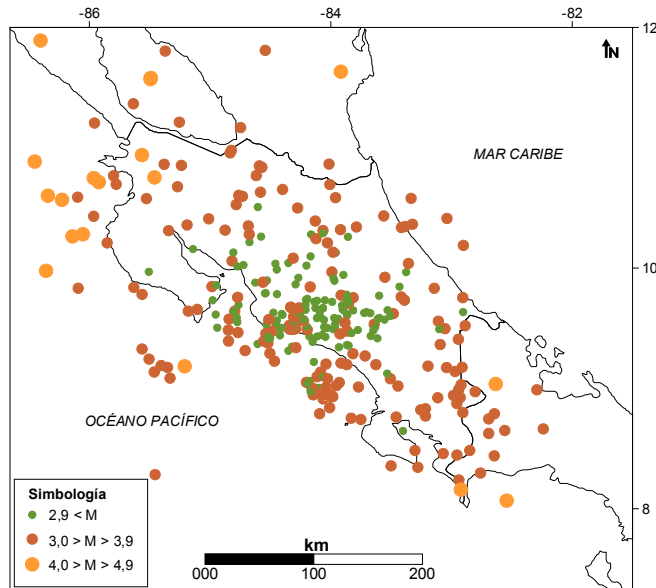 -86 -84 -82
12
N
MAR CARIBE
10
OCÉANO PACÍFICO
8
Simbología
2,9 < M
3,0 > M > 3,9
4,0 > M > 4,9
km
000 100 200